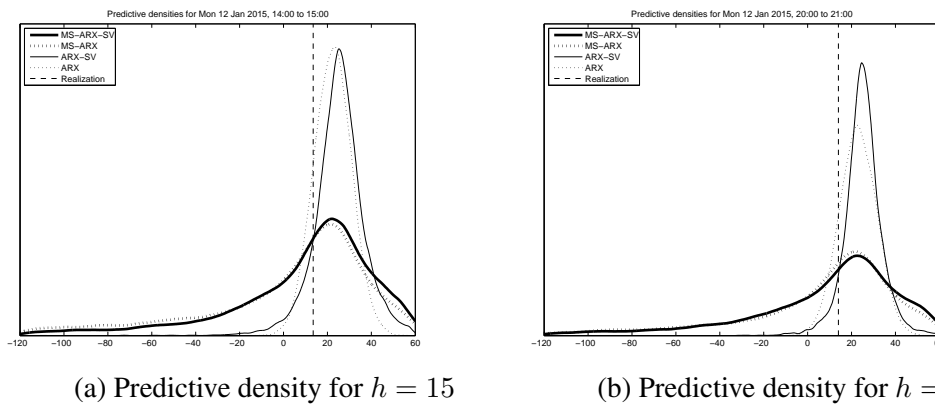 Predictive densities for Mon 12 Jan 2015, 14:00 to 15:00
MS−ARX−SV
MS−ARX
ARX−SV
ARX
Realization
−120 −100 −80 −60 −40 −20 0 20 40 60
(a) Predictive density for h = 15
Predictive densities for Mon 12 Jan 2015, 20:00 to 21:00
MS−ARX−SV
MS−ARX
ARX−SV
ARX
Realization
−120 −100 −80 −60 −40 −20 0 20 40
(b) Predictive density for h =